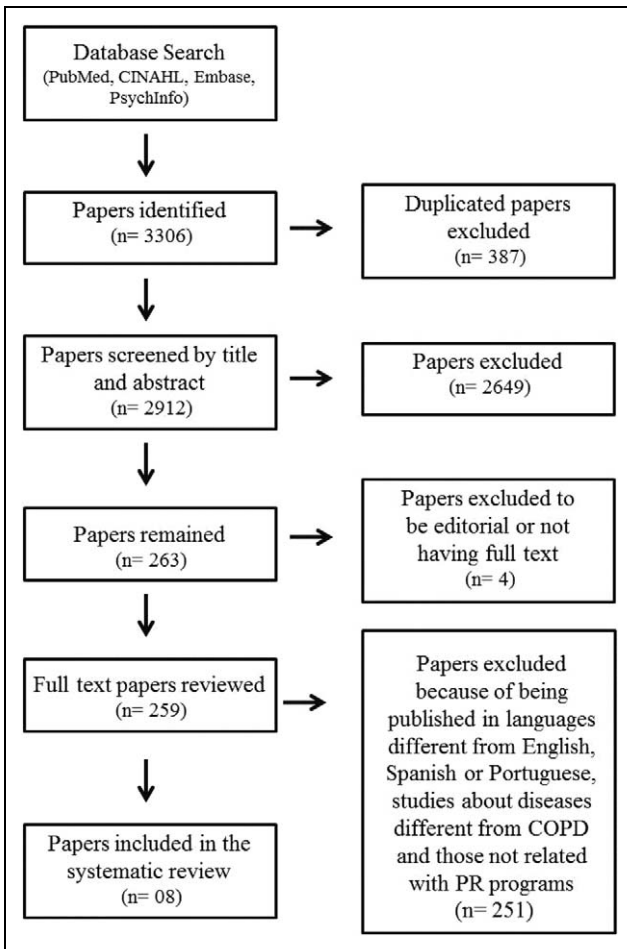 Database Search
(PubMed, CINAHL, Embase,
PsychInfo)
Papers identified
(n= 3306)
Duplicated papers
excluded
(n= 387)
Papers screened by title
and abstract
(n= 2912)
Papers excluded
(n= 2649)
Papers remained
(n= 263)
Papers excluded to
be editorial or not
having full text
(n= 4)
Full text papers reviewed
(n= 259)
Papers excluded
because of being
published in languages
different from English,
Spanish or Portuguese,
studies about diseases
different from COPD
and those not related
with PR programs
(n= 251)
Papers included in the
systematic review
(n= 08)